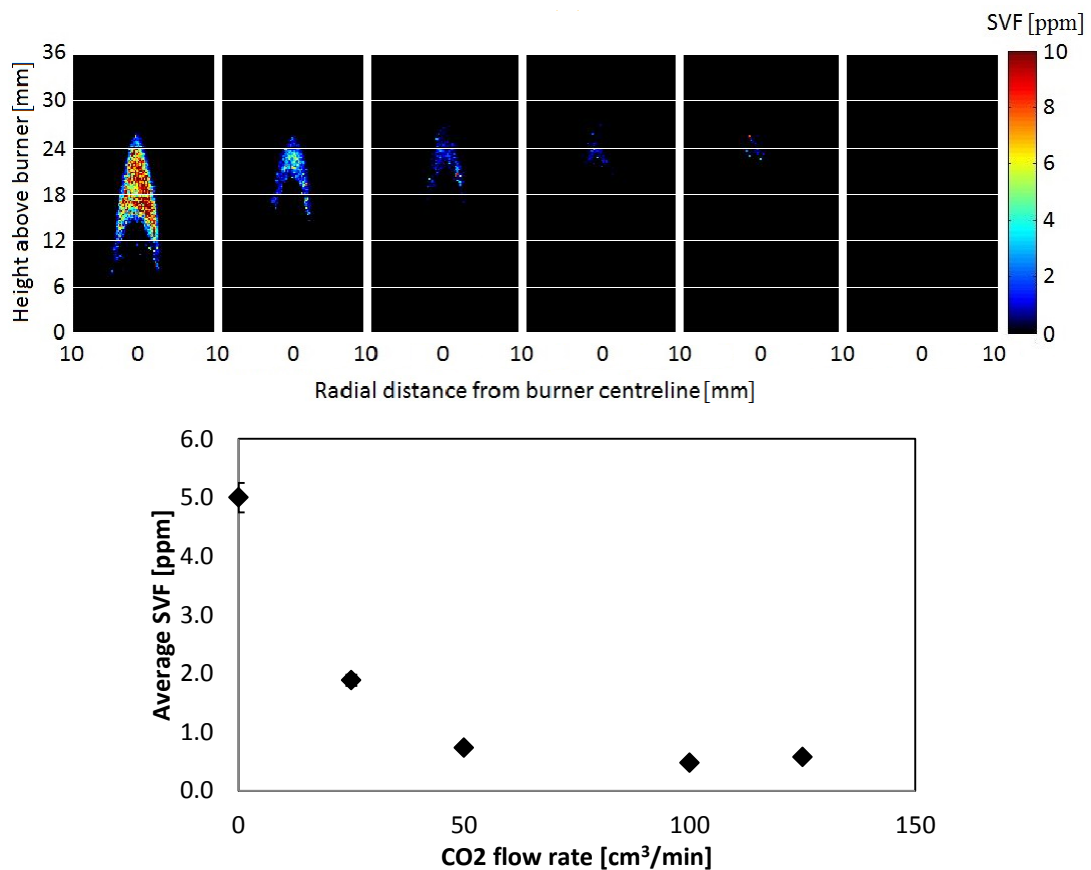 SVF [ppm]
36
30
24
18
12
6
0
Height above burner [mm]
10
8
6
4
2
0
10 0 10 0 10 0 10 0 10 0 10 0 10
Radial distance from burner centreline [mm]
6.0
5.0
4.0
3.0
2.0
1.0
0.0
Average SVF [ppm]
0 50 100 150
CO2 flow rate [cm³/min]